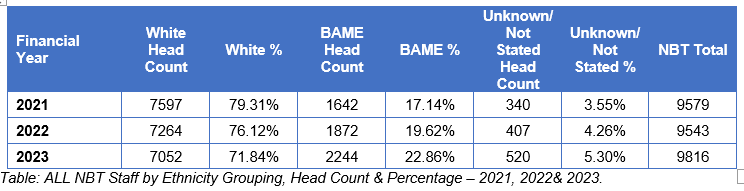 Financial Year White Head Count White % BAME Head Count BAME % Unknown/ Not Stated Head Count Unknown/ Not Stated % NBT Total
2021 7597 79.31% 1642 17.14% 340 3.55% 9579
2022 7264 76.12% 1872 19.62% 407 4.26% 9543
2023 7052 71.84% 2244 22.86% 520 5.30% 9816
Table: ALL NBT Staff by Ethnicity Grouping, Head Count & Percentage – 2021, 2022& 2023.